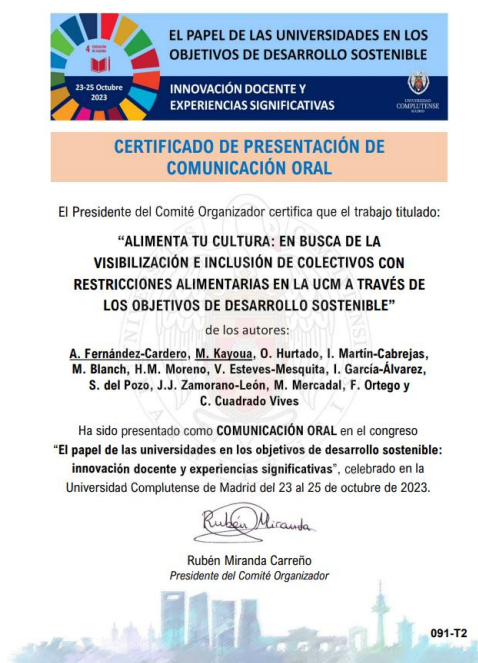 EL PAPEL DE LAS UNIVERSIDADES EN LOS
OBJETIVOS DE DESARROLLO SOSTENIBLE
4 EDUCACIÓN DE CALIDAD
23-25 Octubre
2023
INNOVACIÓN DOCENTE Y
EXPERIENCIAS SIGNIFICATIVAS
UNIVERSIDAD
COMPLUTENSE
MADRID
CERTIFICADO DE PRESENTACIÓN DE
COMUNICACIÓN ORAL
El Presidente del Comité Organizador certifica que el trabajo titulado:
“ALIMENTA TU CULTURA: EN BUSCA DE LA
VISIBILIZACIÓN E INCLUSIÓN DE COLECTIVOS CON
RESTRICCIONES ALIMENTARIAS EN LA UCM A TRAVÉS DE
LOS OBJETIVOS DE DESARROLLO SOSTENIBLE”
de los autores:
A. Fernández-Cardero, M. Kayoua, O. Hurtado, I. Martín-Cabrejas,
M. Blanch, H.M. Moreno, V. Esteves-Mesquita, I. García-Álvarez,
S. del Pozo, J.J. Zamorano-León, M. Mercadal, F. Ortego y
C. Cuadrado Vives
Ha sido presentado como COMUNICACIÓN ORAL en el congreso
“El papel de las universidades en los objetivos de desarrollo sostenible:
innovación docente y experiencias significativas”, celebrado en la
Universidad Complutense de Madrid del 23 al 25 de octubre de 2023.
Rubén Miranda
Rubén Miranda Carreño
Presidente del Comité Organizador
091-T2